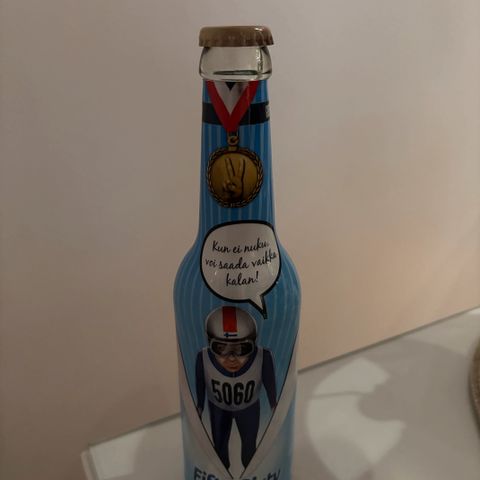 Kun ei nuku,
voi saada vaikka
kalan!
5060